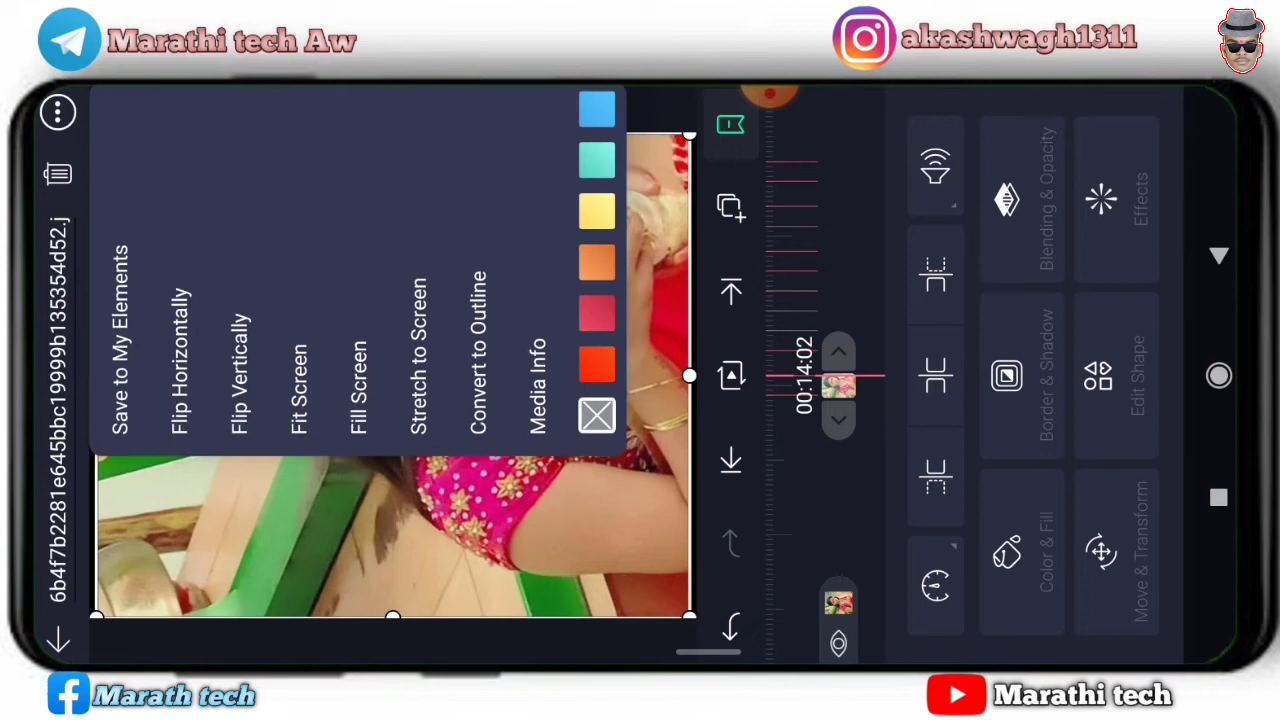 Marathi tech Aw
akashwagh1311
6b4f7b2281e645bbc19999b135354d52.j
Save to My Elements
Flip Horizontally
Flip Vertically
Fit Screen
Fill Screen
Stretch to Screen
Convert to Outline
Media Info
00:14:02
Blending & Opacity
Effects
Border & Shadow
Edit Shape
Color & Fill
Move & Transform
Marath tech
Marathi tech